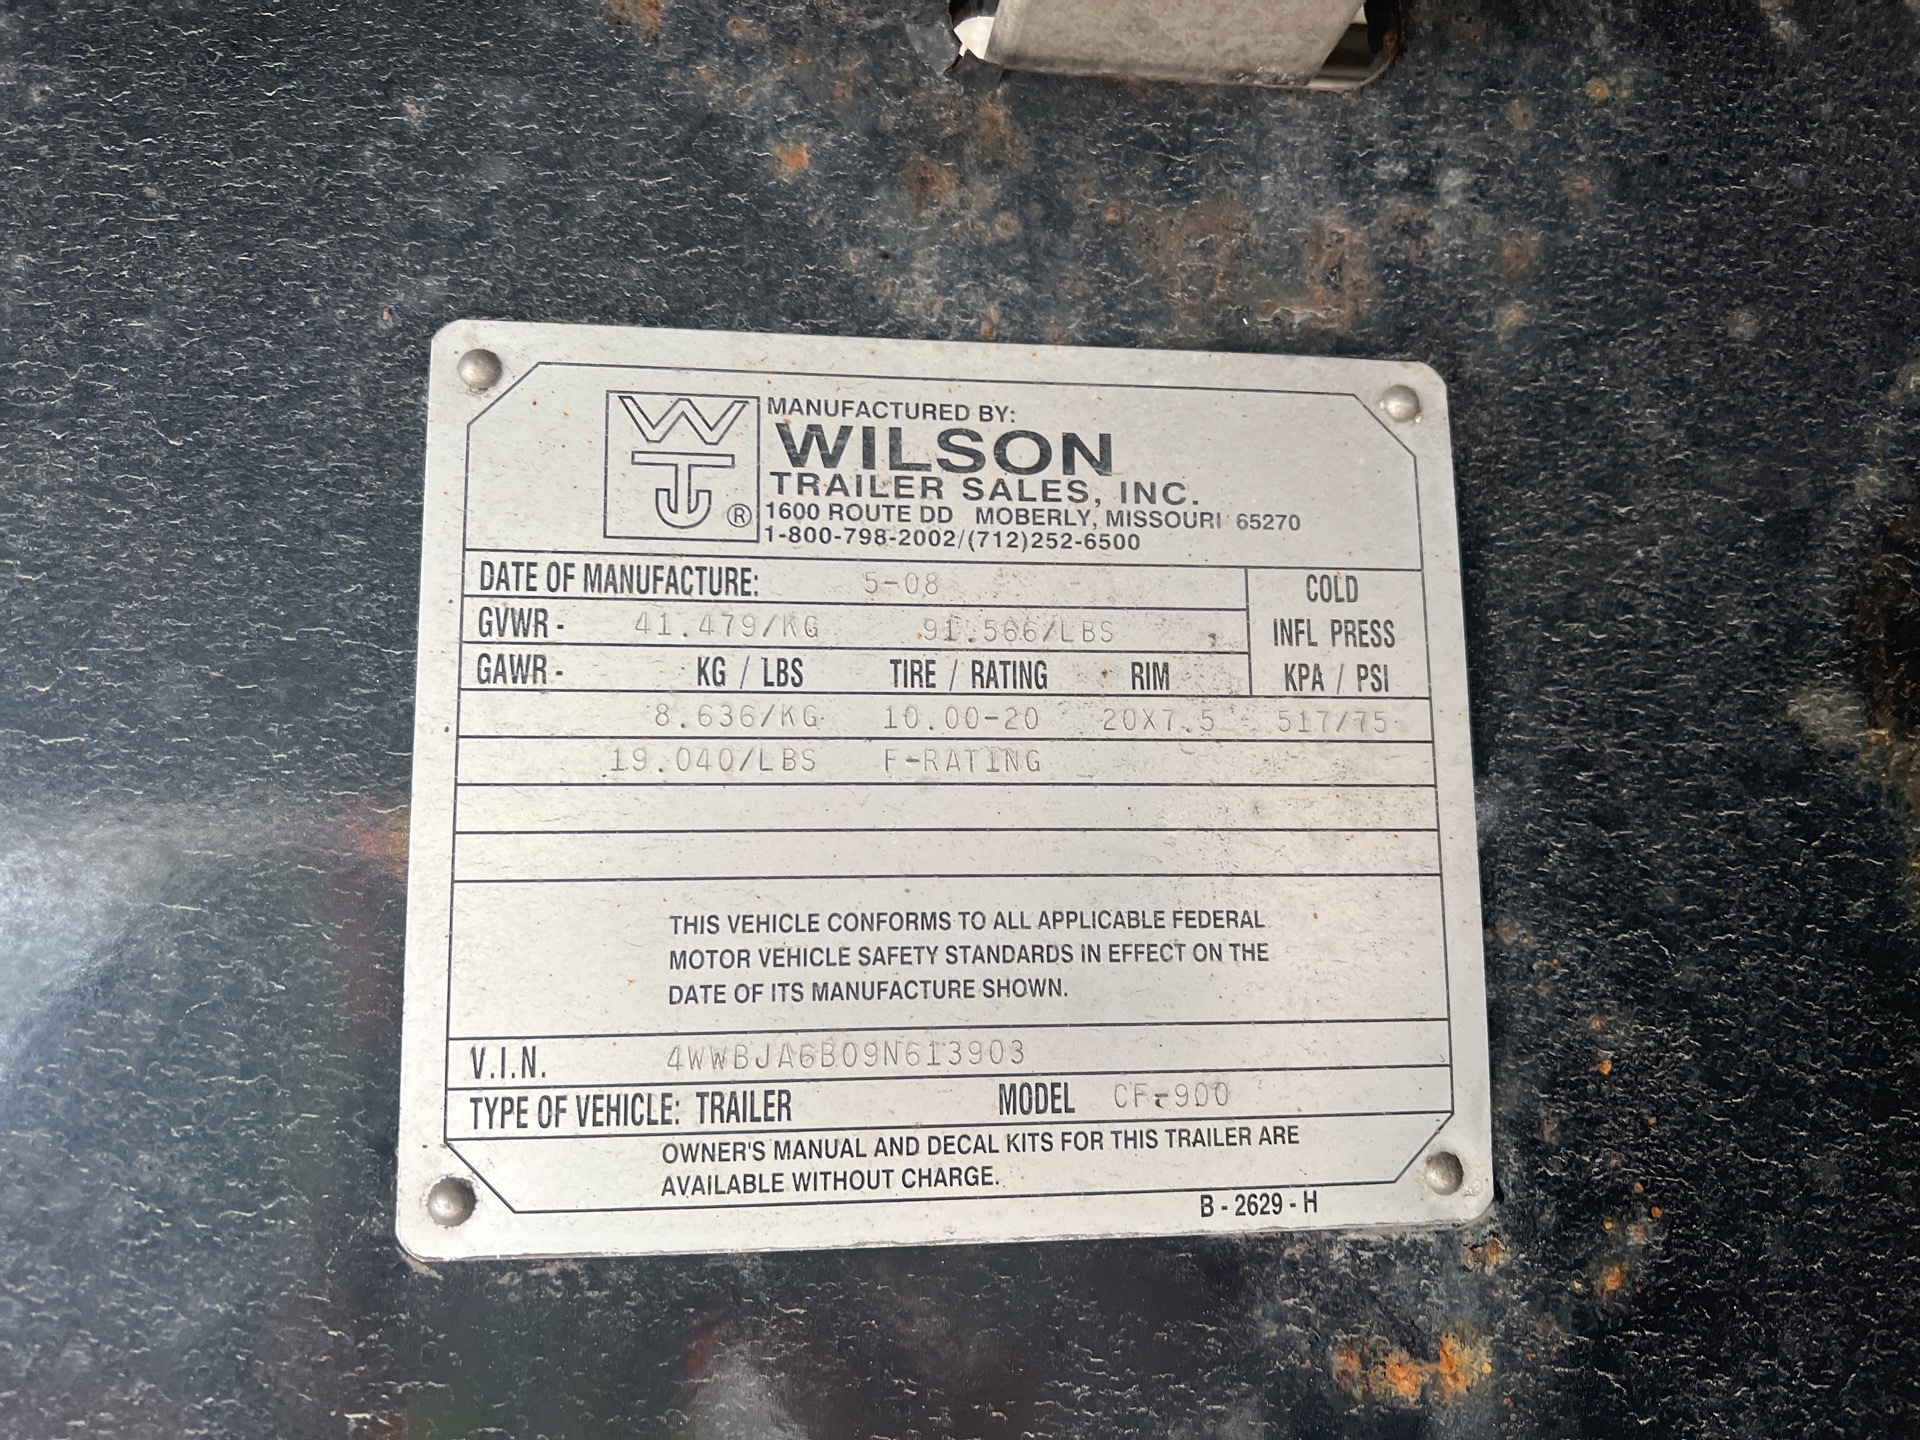 WTJ ®
MANUFACTURED BY:
WILSON
TRAILER SALES, INC.
1600 ROUTE DD MOBERLY, MISSOURI 65270
1-800-798-2002/(712)252-6500
DATE OF MANUFACTURE: 5-08
COLD
INFL PRESS
KPA / PSI
GVWR - 41.479/KG 91.566/LBS
GAWR - KG / LBS TIRE / RATING RIM
8.636/KG 10.00-20 20X7.5 517/75
19.040/LBS F-RATING
THIS VEHICLE CONFORMS TO ALL APPLICABLE FEDERAL
MOTOR VEHICLE SAFETY STANDARDS IN EFFECT ON THE
DATE OF ITS MANUFACTURE SHOWN.
V.I.N. 4WWBJA6B09N613903
TYPE OF VEHICLE: TRAILER MODEL CF-900
OWNER'S MANUAL AND DECAL KITS FOR THIS TRAILER ARE
AVAILABLE WITHOUT CHARGE.
B - 2629 - H